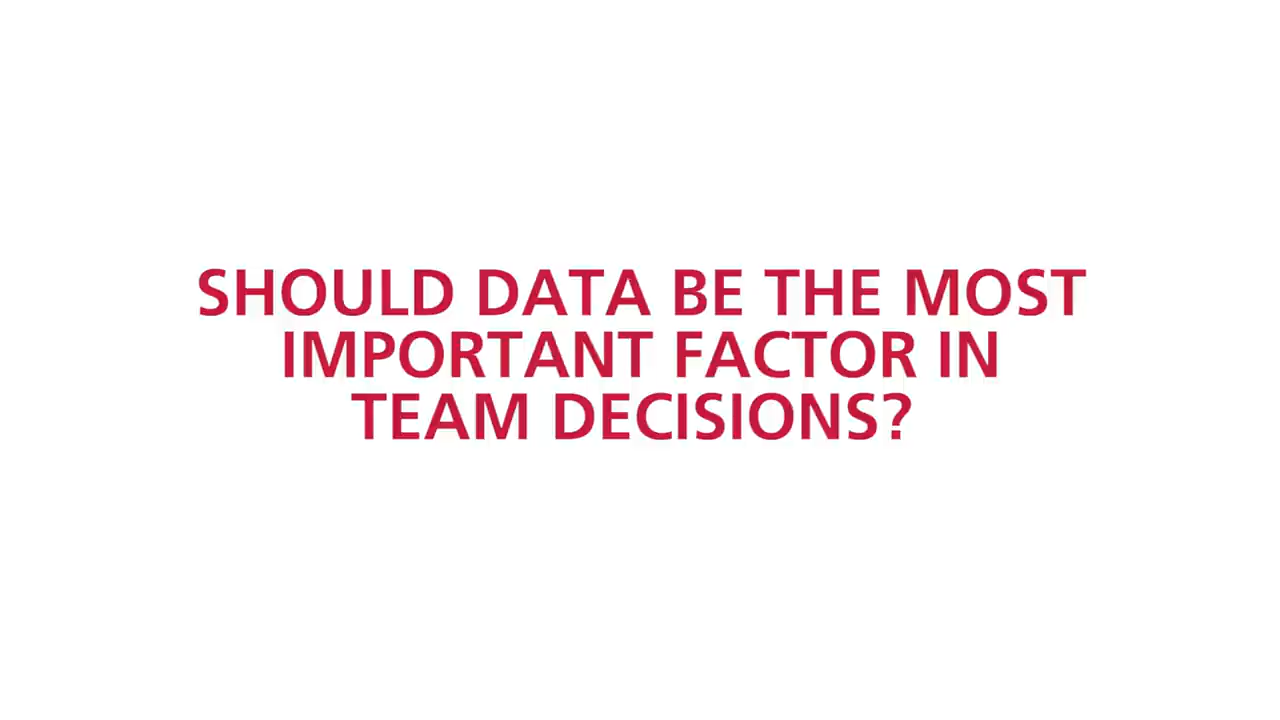 SHOULD DATA BE THE MOST
IMPORTANT FACTOR IN
TEAM DECISIONS?